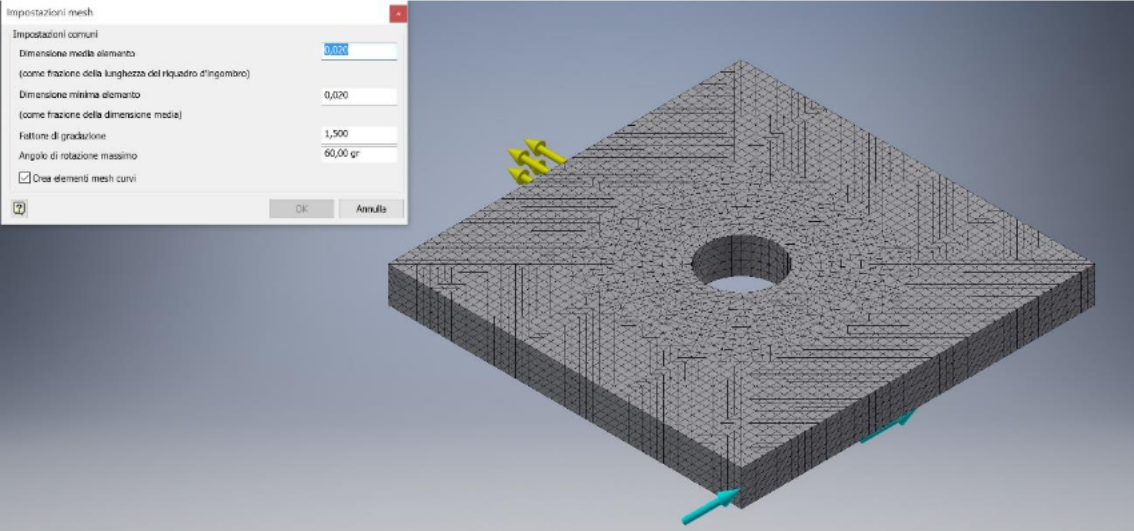 Impostazioni mesh
Impostazioni comuni
Dimensione media elemento 0,020
(come frazione della lunghezza del riquadro d'ingombro)
Dimensione minima elemento 0,020
(come frazione della dimensione media)
Fattore di gradazione 1,500
Angolo di rotazione massimo 60,00 gr
Crea elementi mesh curvi
OK Annulla